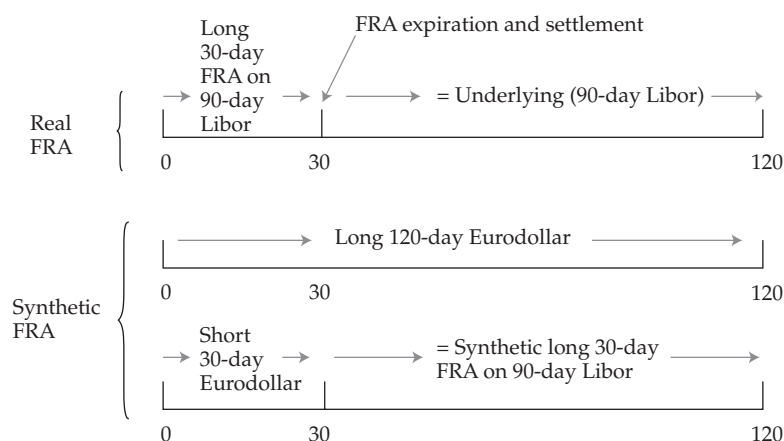 Long
30-day
FRA on
90-day
Libor
FRA expiration and settlement
= Underlying (90-day Libor)
Real
FRA
0
30
120
Long 120-day Eurodollar
0
30
120
Synthetic
FRA
Short
30-day
Eurodollar
= Synthetic long 30-day
FRA on 90-day Libor
0
30
120